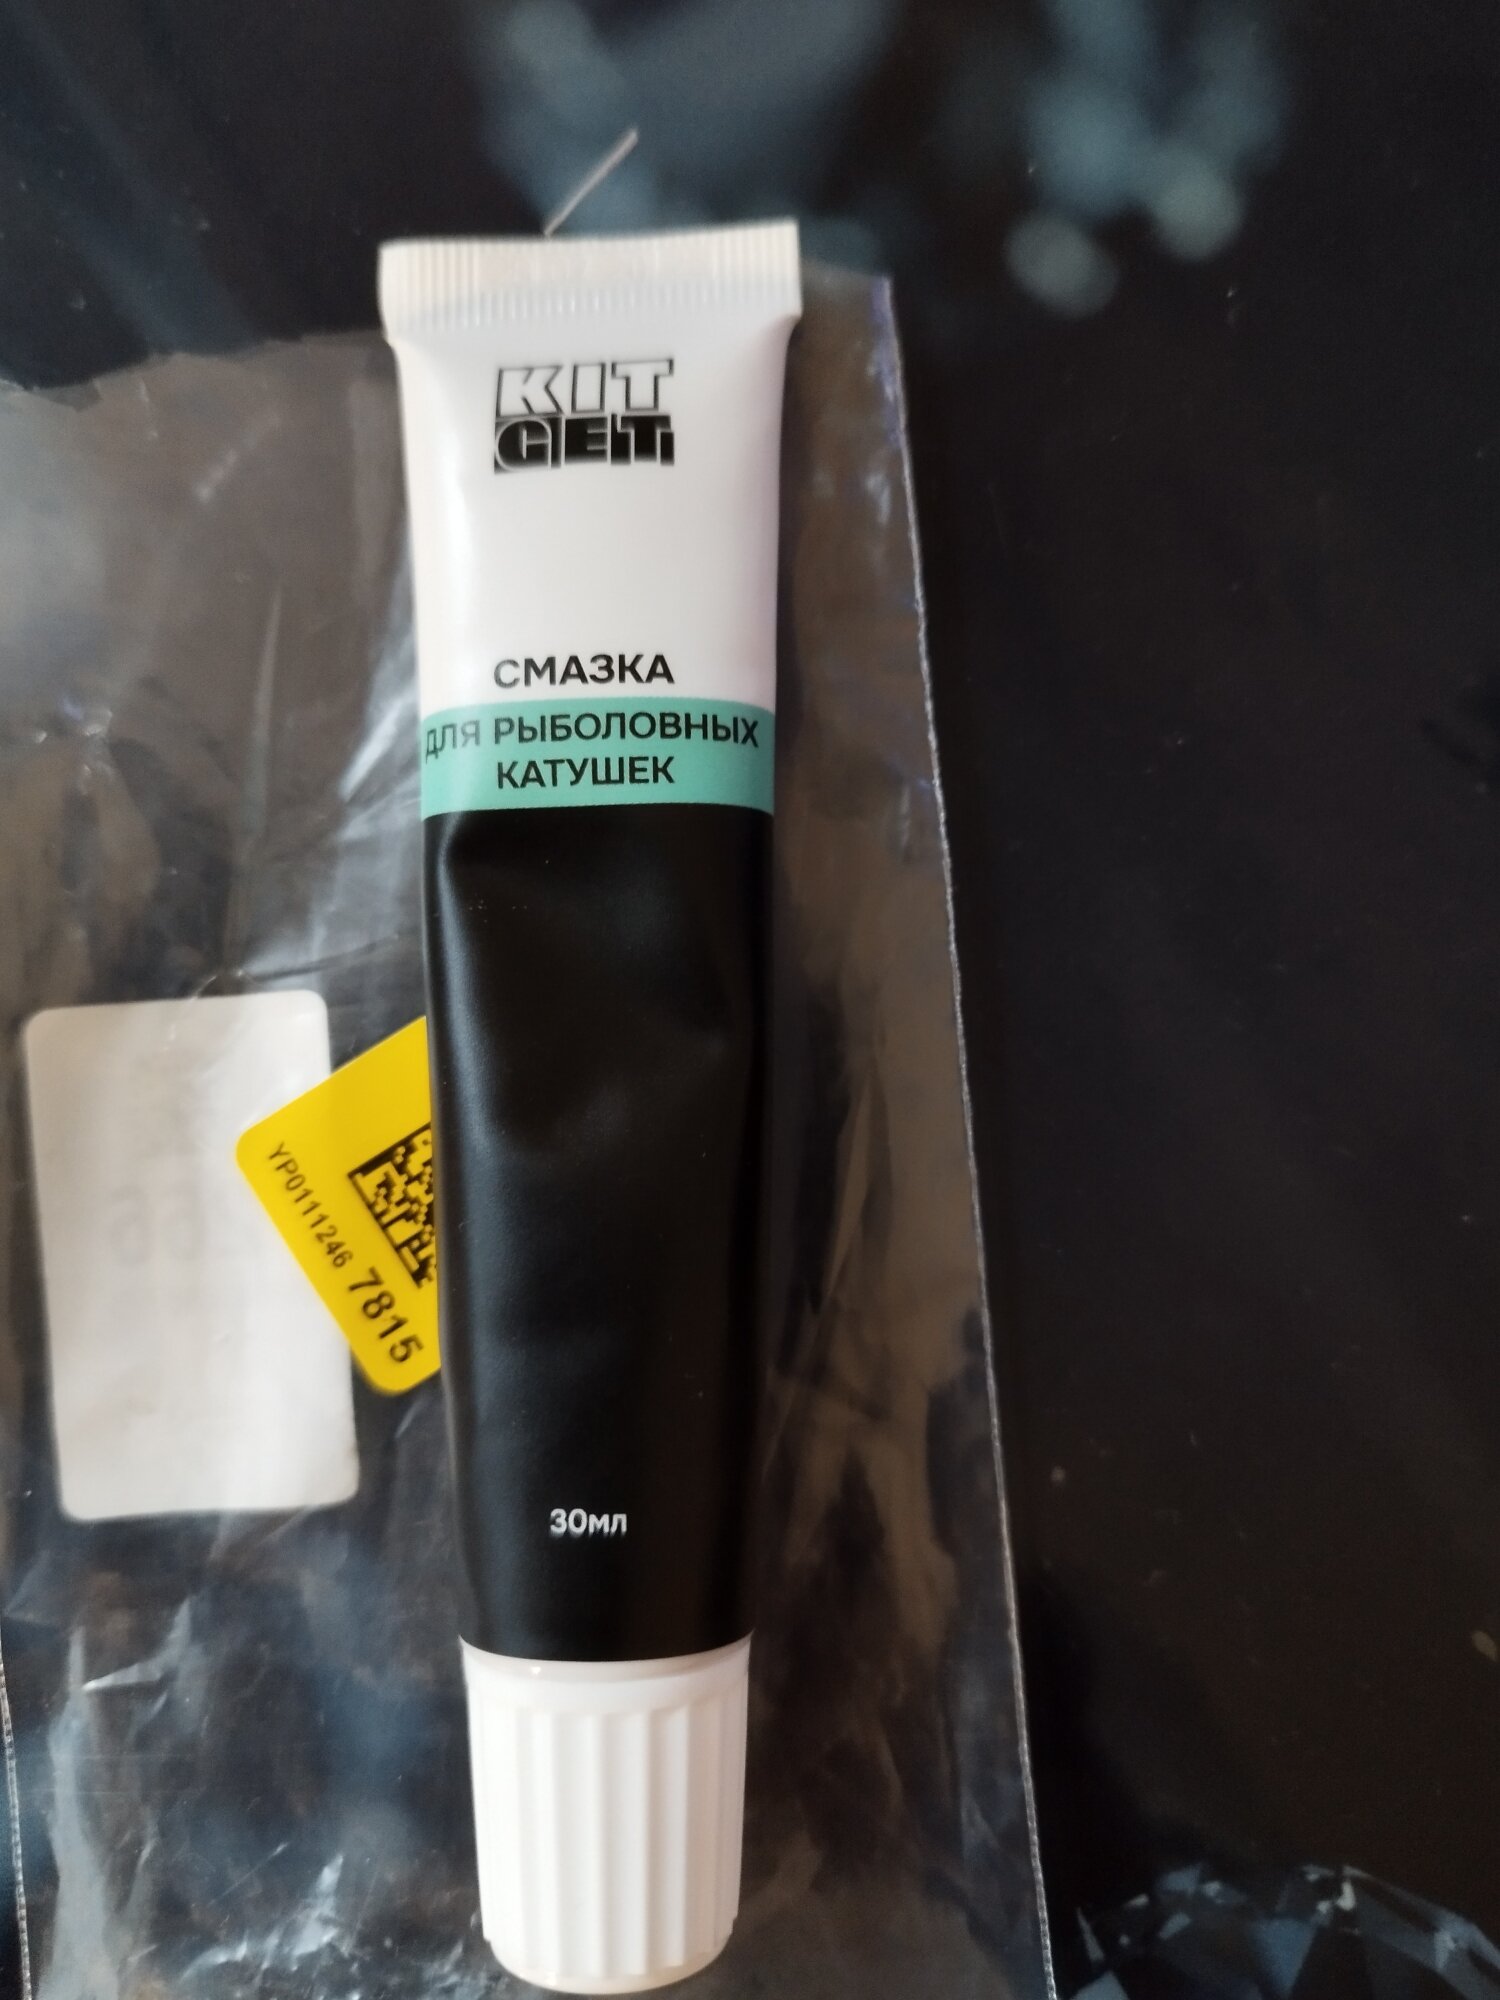 KIT
GET
СМАЗКА
ДЛЯ РЫБОЛОВНЫХ
КАТУШЕК
YP0111246 7815
30мл